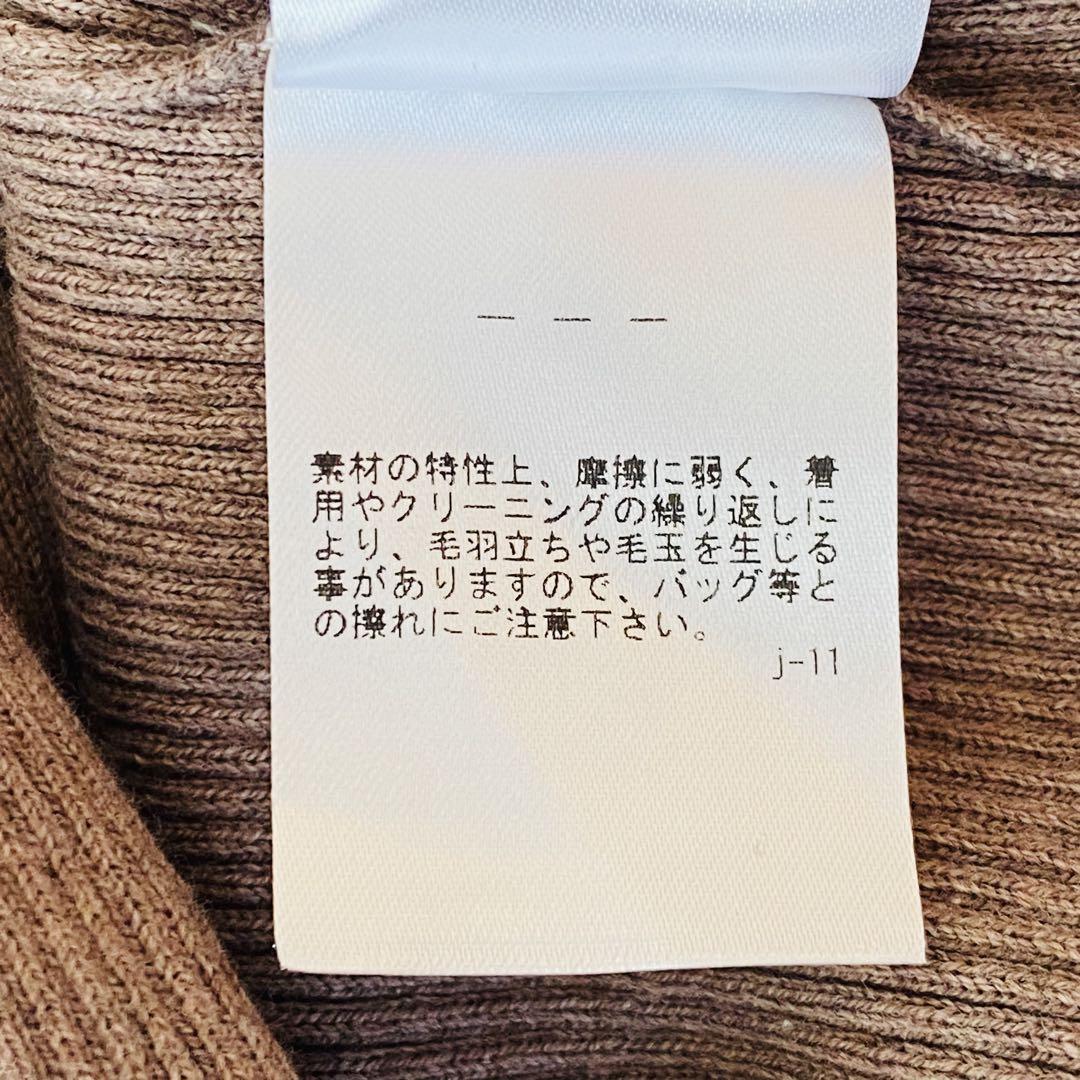 — — —
素材の特性上、摩擦に弱く、着
用やクリーニングの繰り返しに
より、毛羽立ちや毛玉を生じる
事がありますので、バッグ等と
の擦れにご注意下さい。
j-11